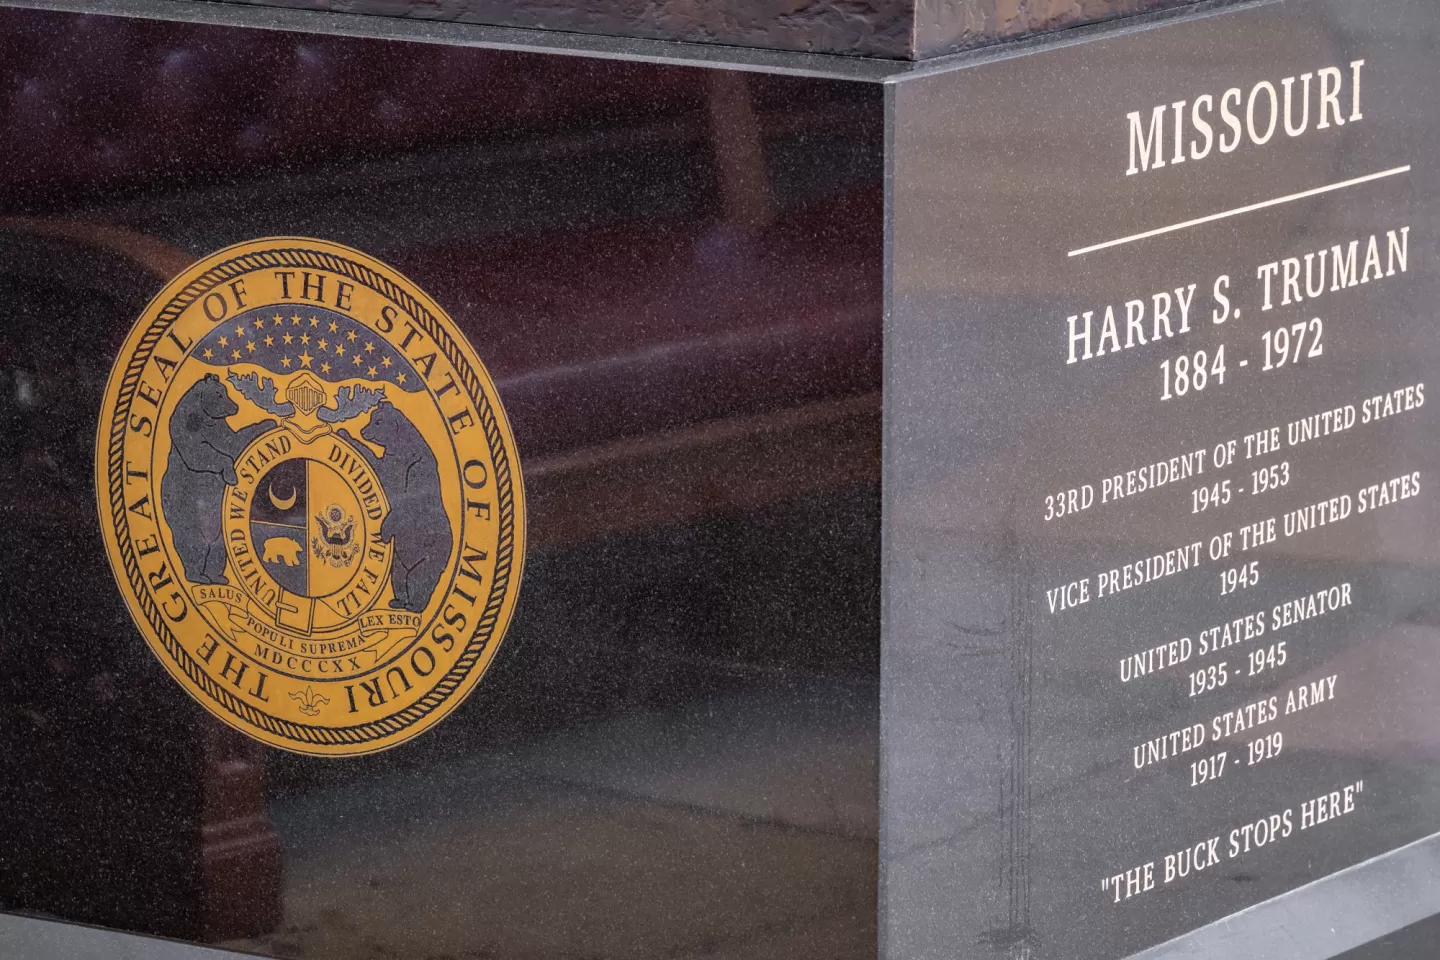 THE GREAT SEAL OF THE STATE OF MISSOURI
UNITED WE STAND DIVIDED WE FALL
SALUS POPULI SUPREMA LEX ESTO
MDCCCXX
MISSOURI
HARRY S. TRUMAN
1884 - 1972
33RD PRESIDENT OF THE UNITED STATES
1945 - 1953
VICE PRESIDENT OF THE UNITED STATES
1945
UNITED STATES SENATOR
1935 - 1945
UNITED STATES ARMY
1917 - 1919
"THE BUCK STOPS HERE"